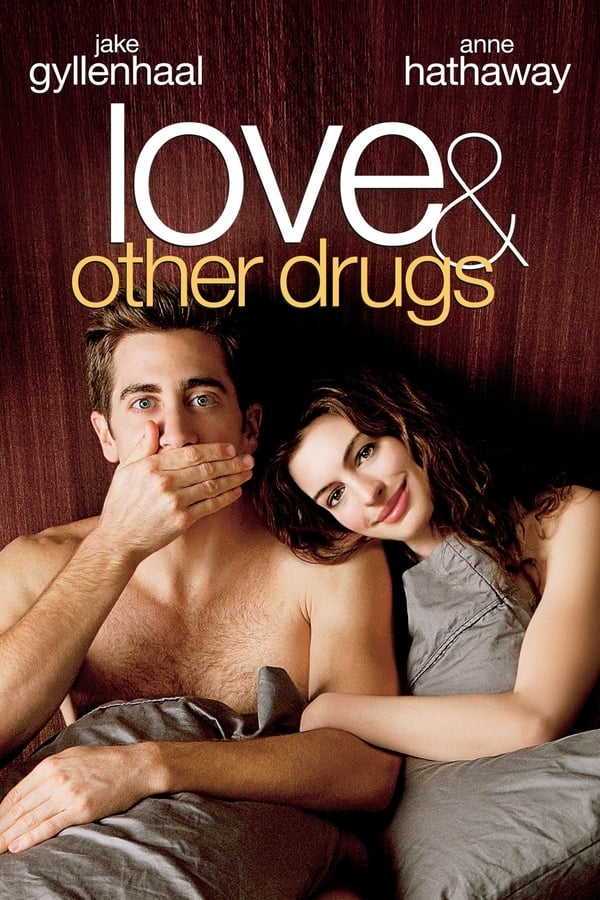 jake
gyllenhaal
anne
hathaway
love &
other drugs